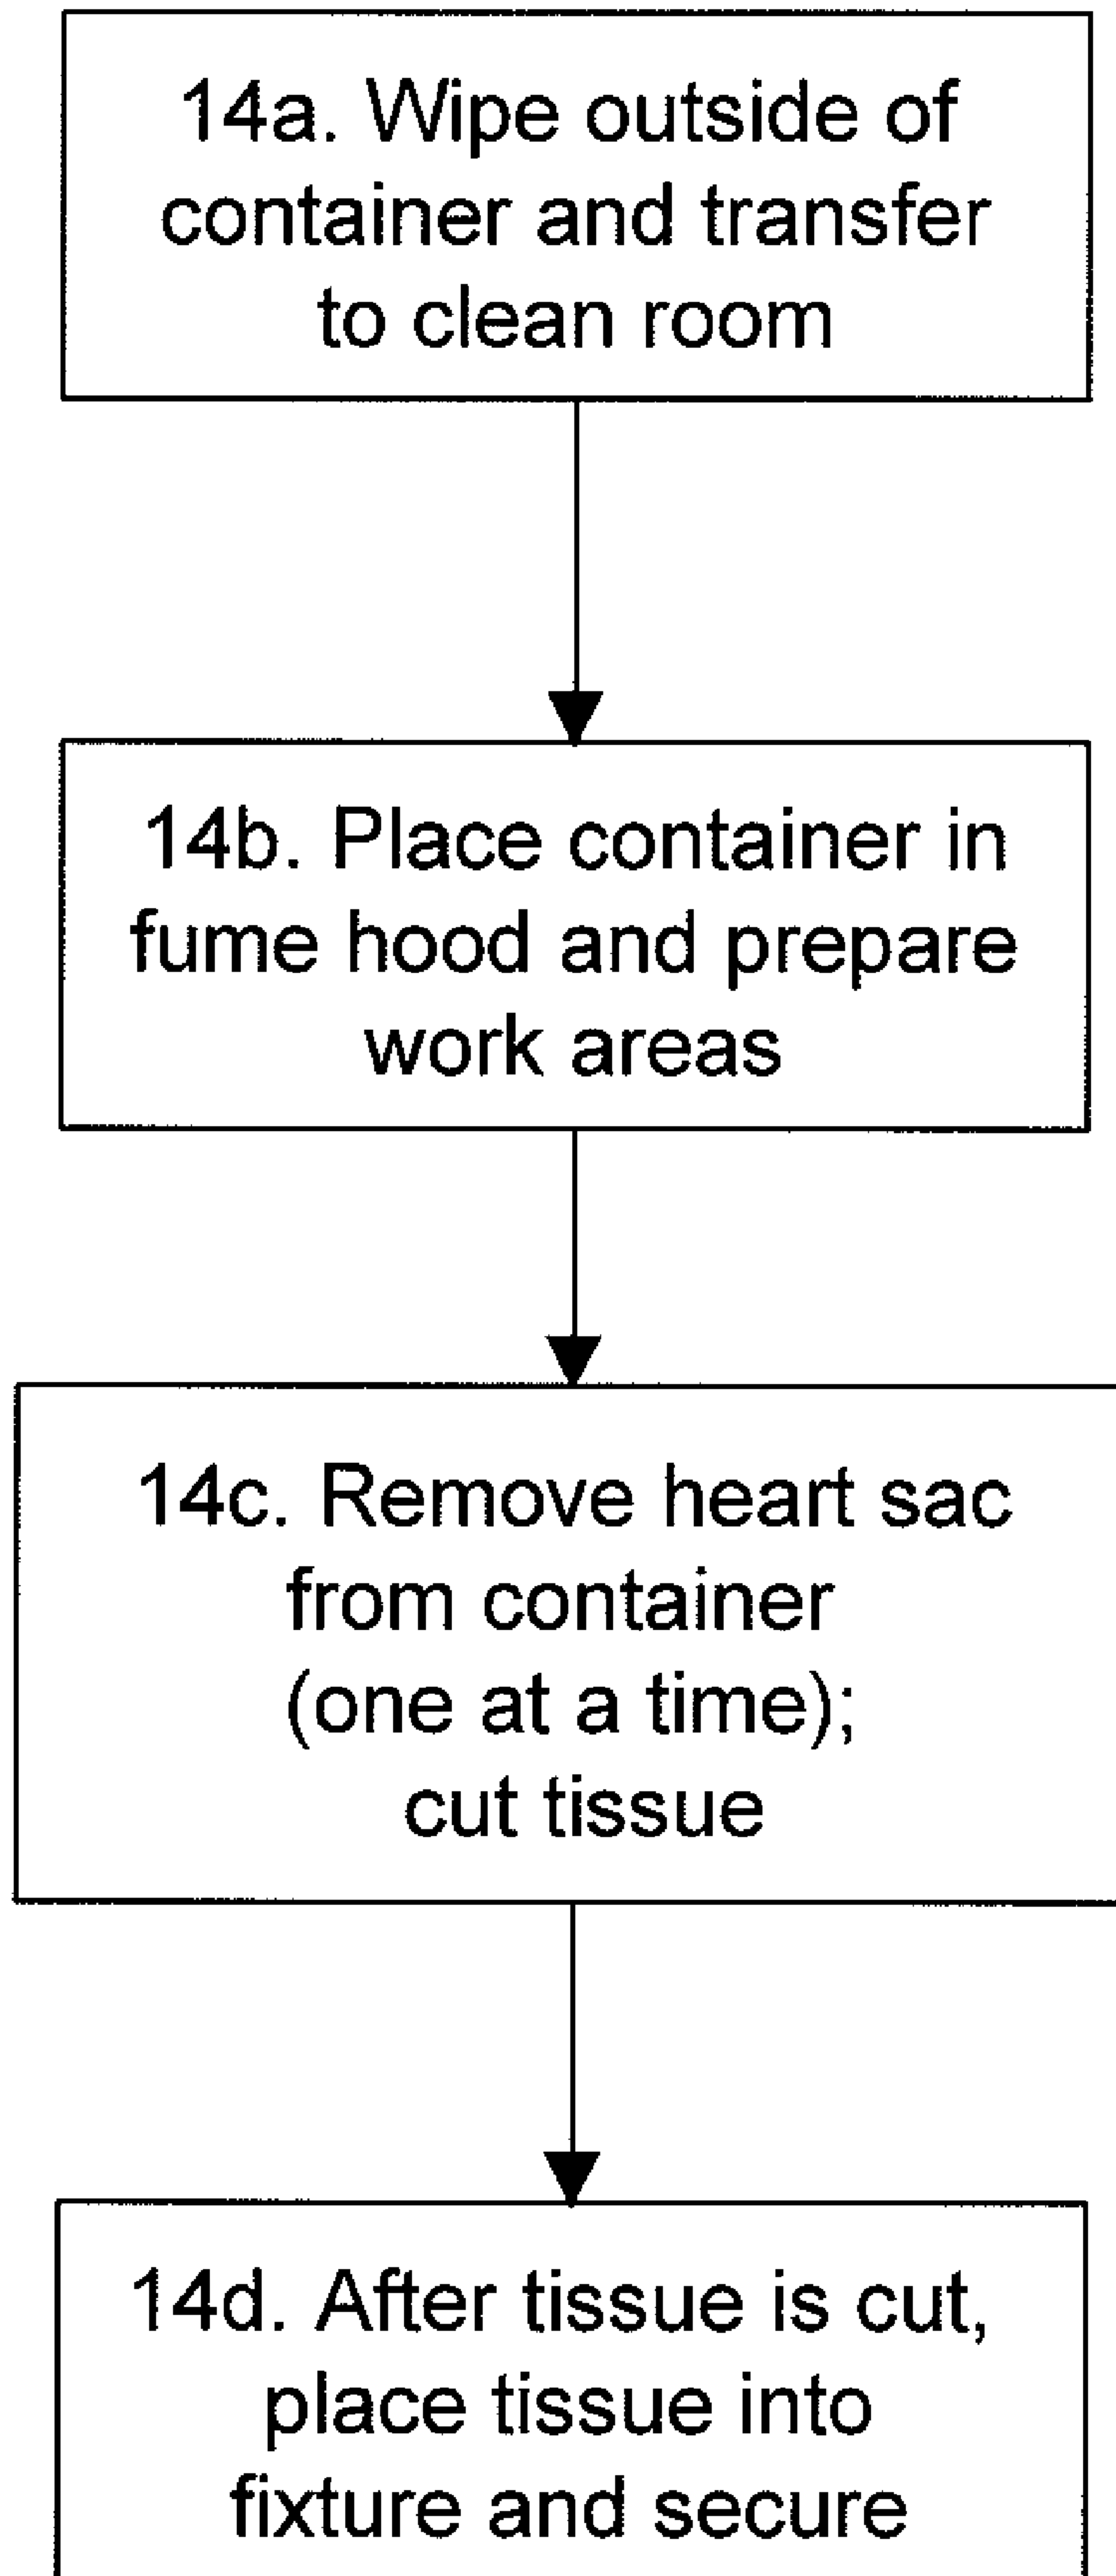 14a. Wipe outside of
container and transfer
to clean room
14b. Place container in
fume hood and prepare
work areas
14c. Remove heart sac
from container
(one at a time);
cut tissue
14d. After tissue is cut,
place tissue into
fixture and secure